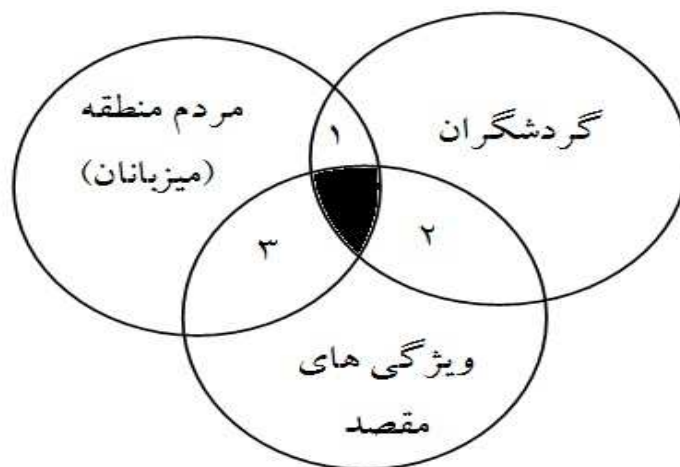 گردشگران
مردم منطقه
(میزبانان)
۱
۲
۳
ویژگی های
مقصد